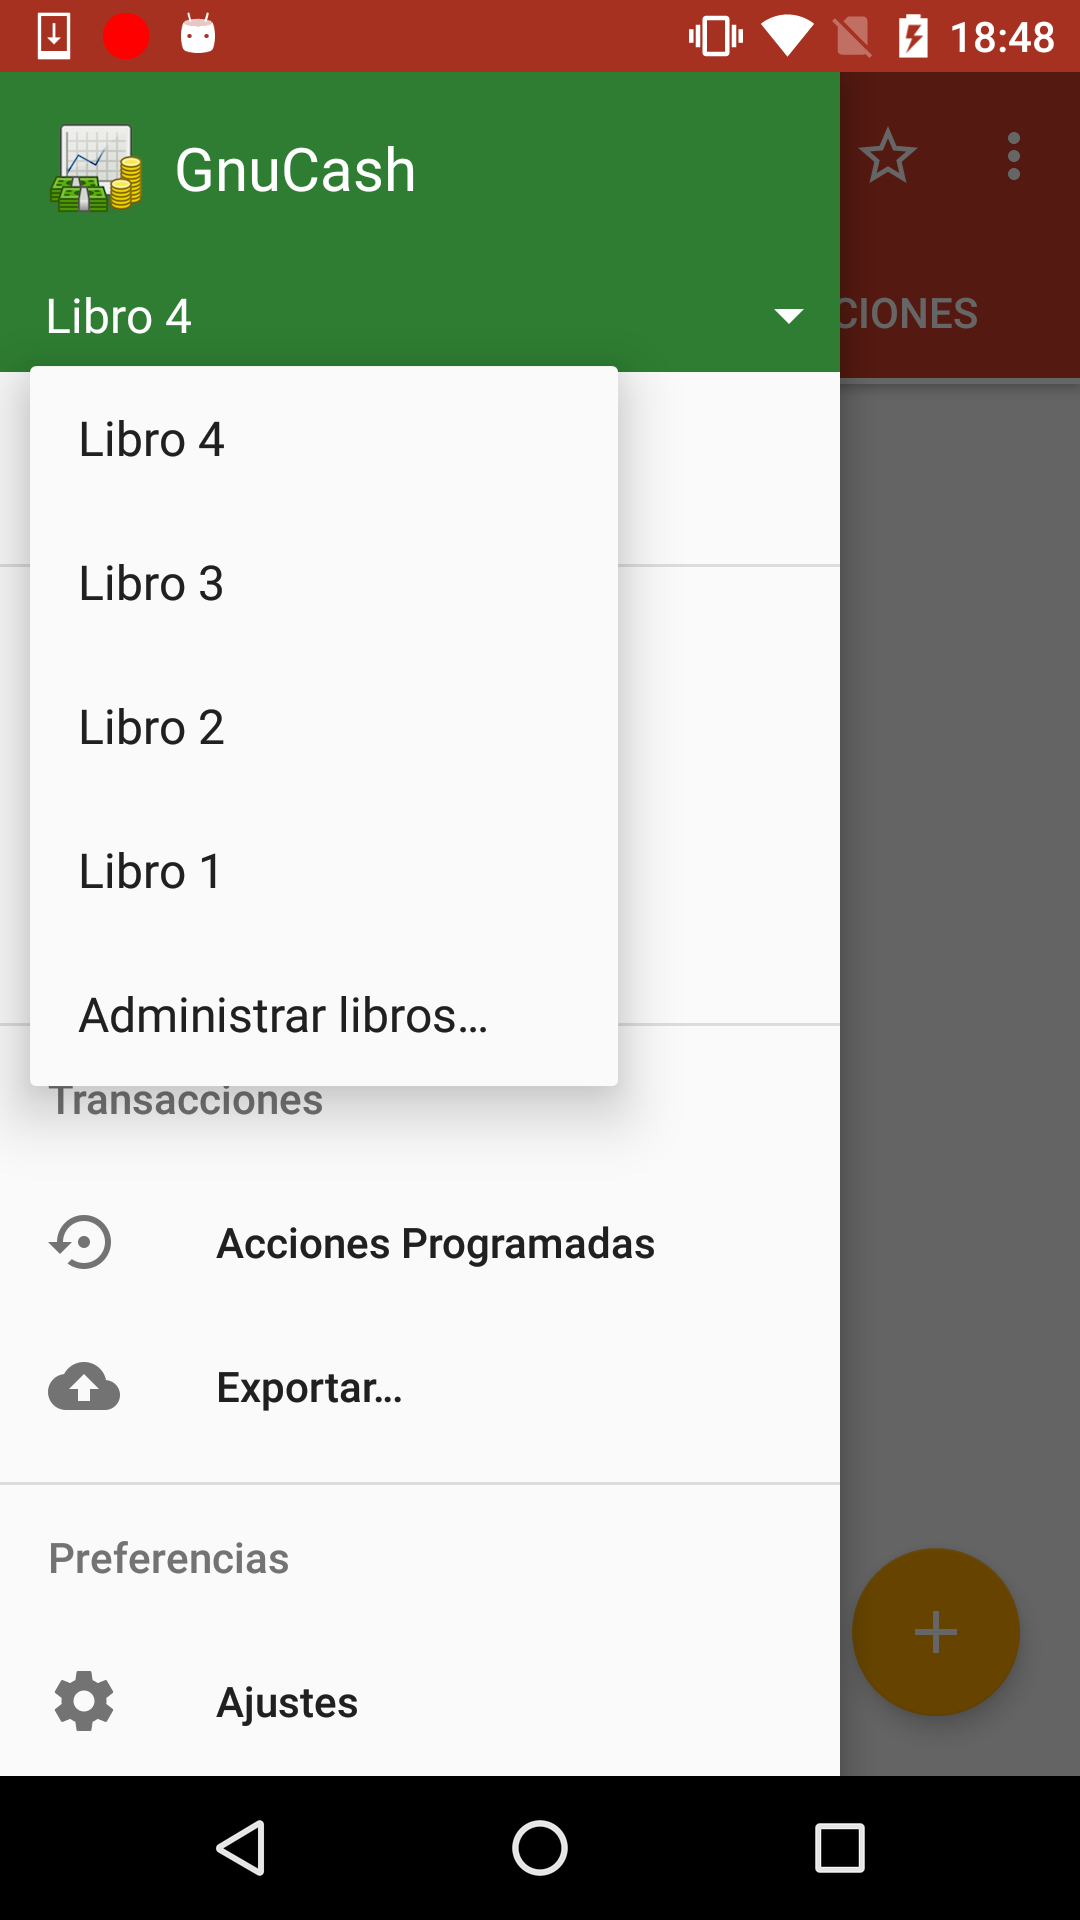 18:48
GnuCash
Libro 4
CIONES
Libro 4
Libro 3
Libro 2
Libro 1
Administrar libros...
Transacciones
Acciones Programadas
Exportar...
Preferencias
Ajustes